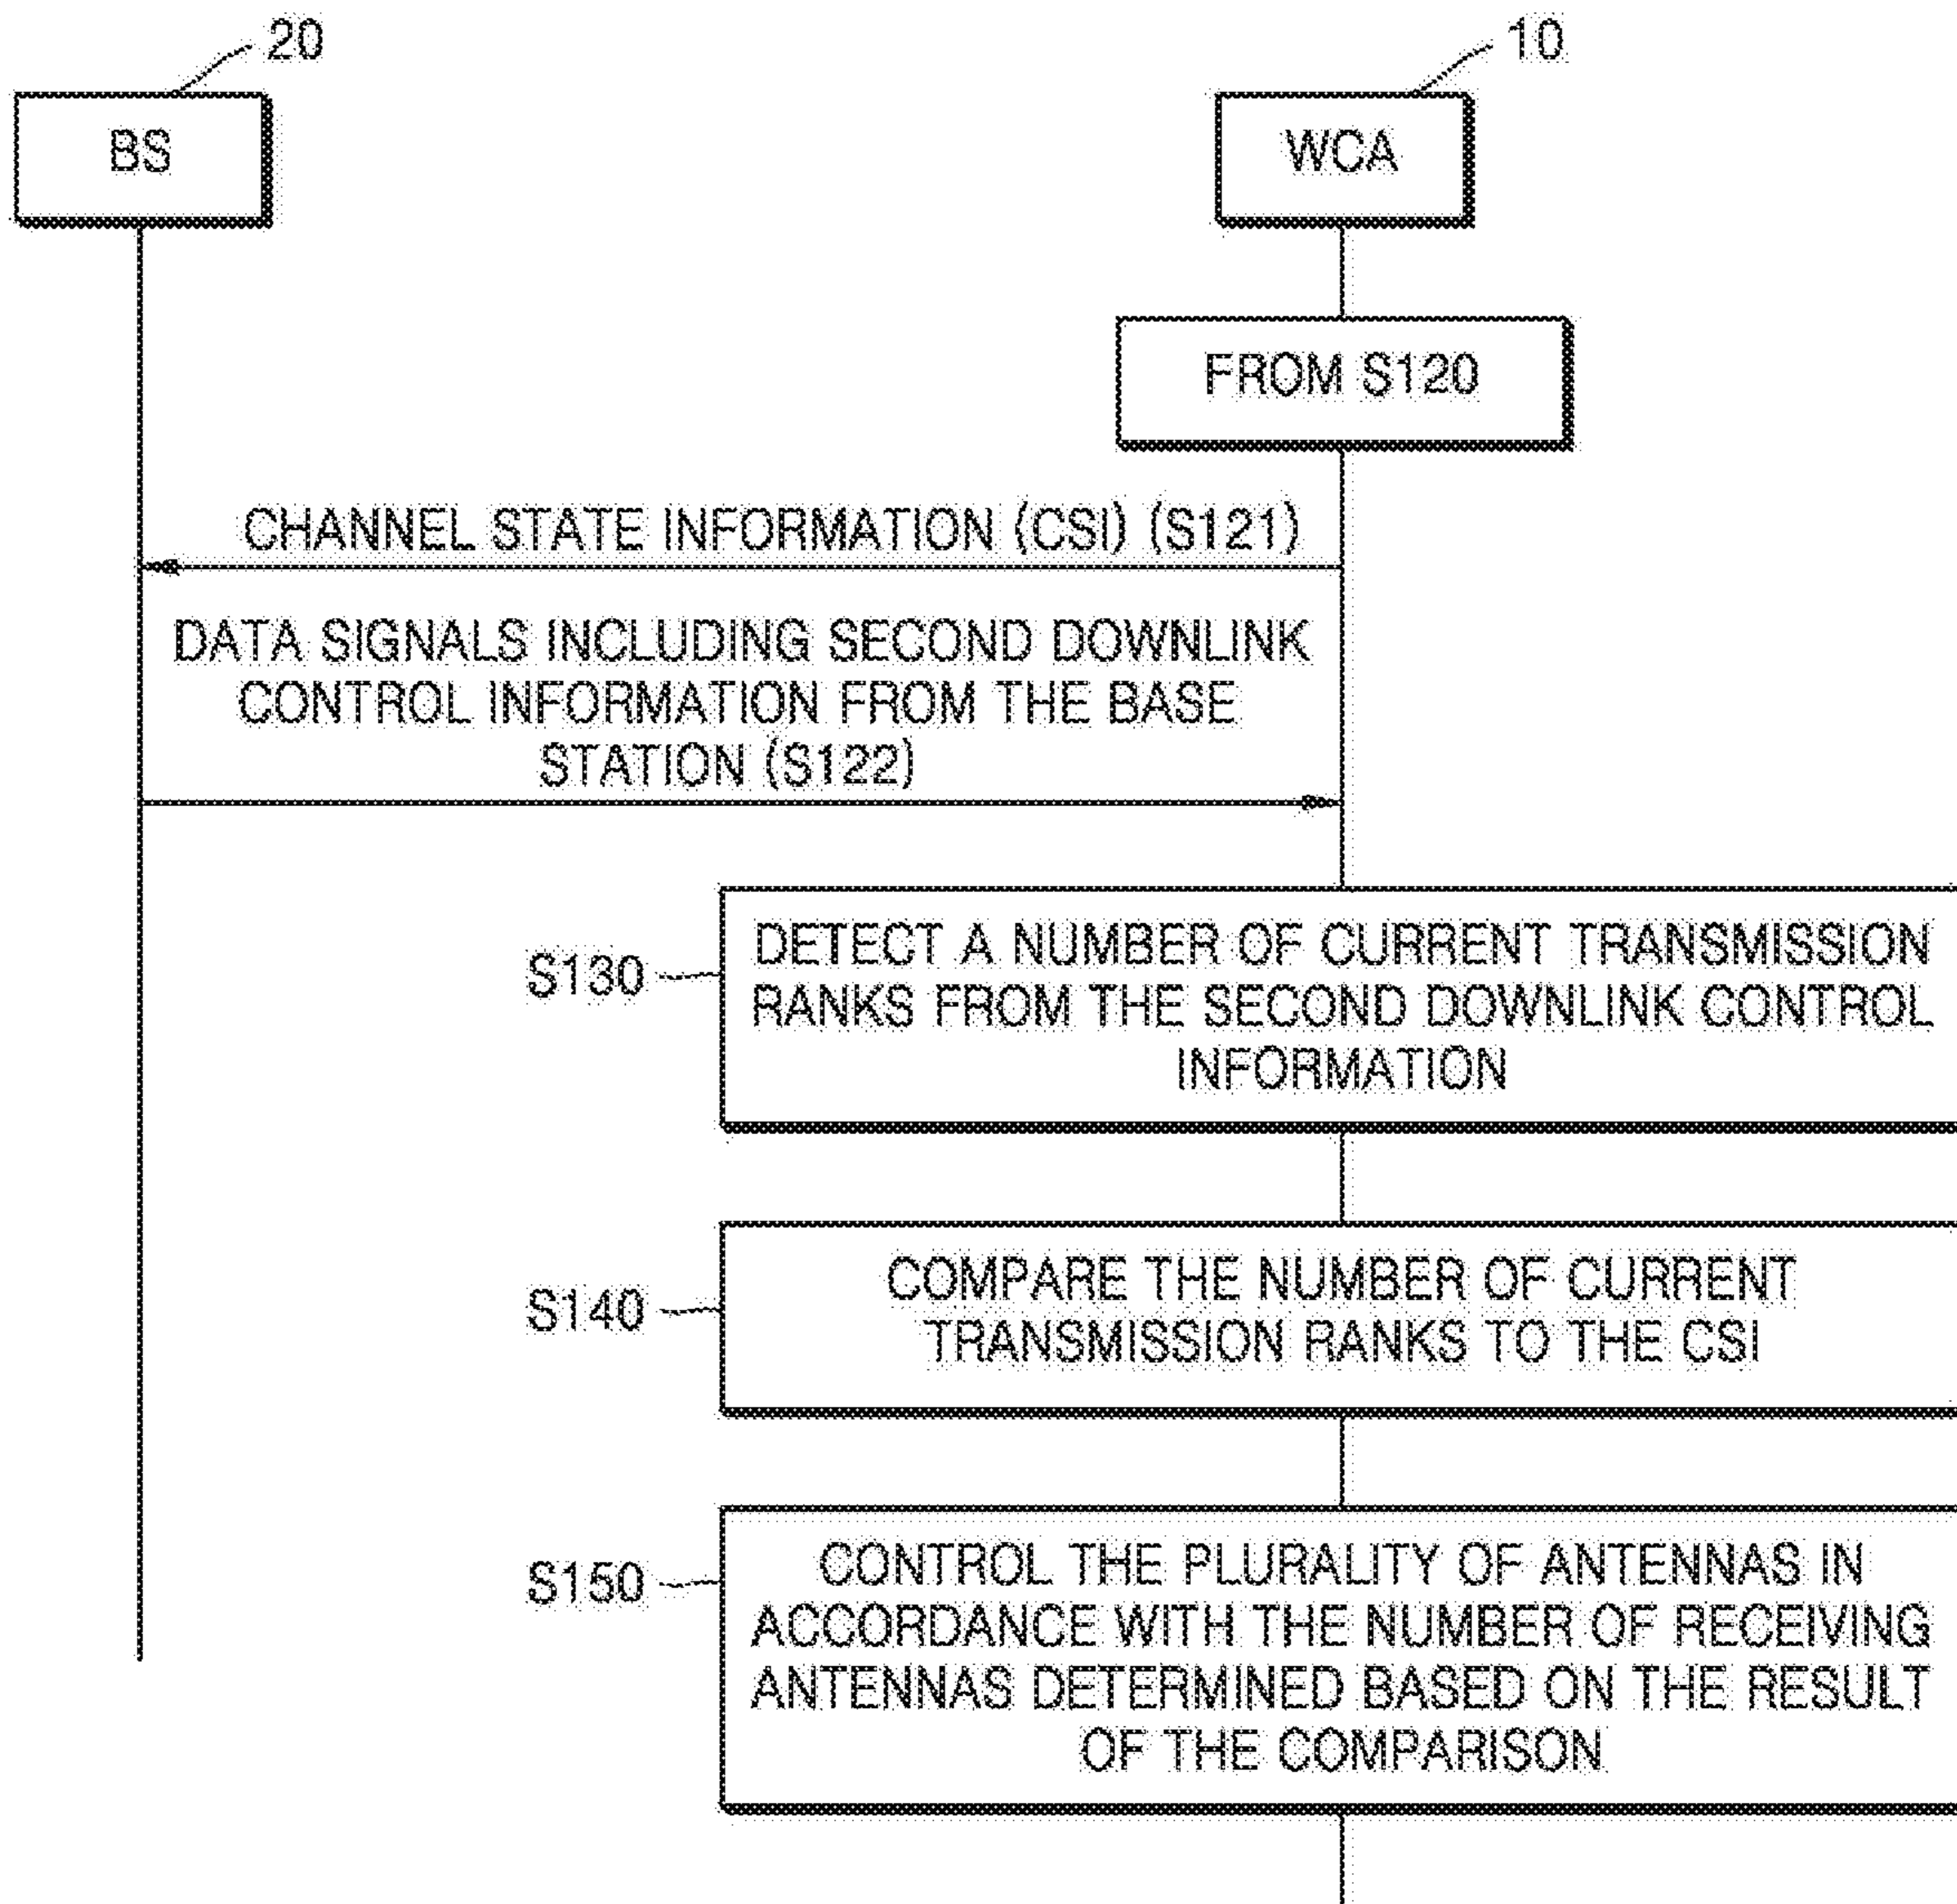 20
10
BS
WCA
FROM S120
CHANNEL STATE INFORMATION (CSI) (S121)
DATA SIGNALS INCLUDING SECOND DOWNLINK
CONTROL INFORMATION FROM THE BASE
STATION (S122)
S130
DETECT A NUMBER OF CURRENT TRANSMISSION
RANKS FROM THE SECOND DOWNLINK CONTROL
INFORMATION
S140
COMPARE THE NUMBER OF CURRENT
TRANSMISSION RANKS TO THE CSI
S150
CONTROL THE PLURALITY OF ANTENNAS IN
ACCORDANCE WITH THE NUMBER OF RECEIVING
ANTENNAS DETERMINED BASED ON THE RESULT
OF THE COMPARISON